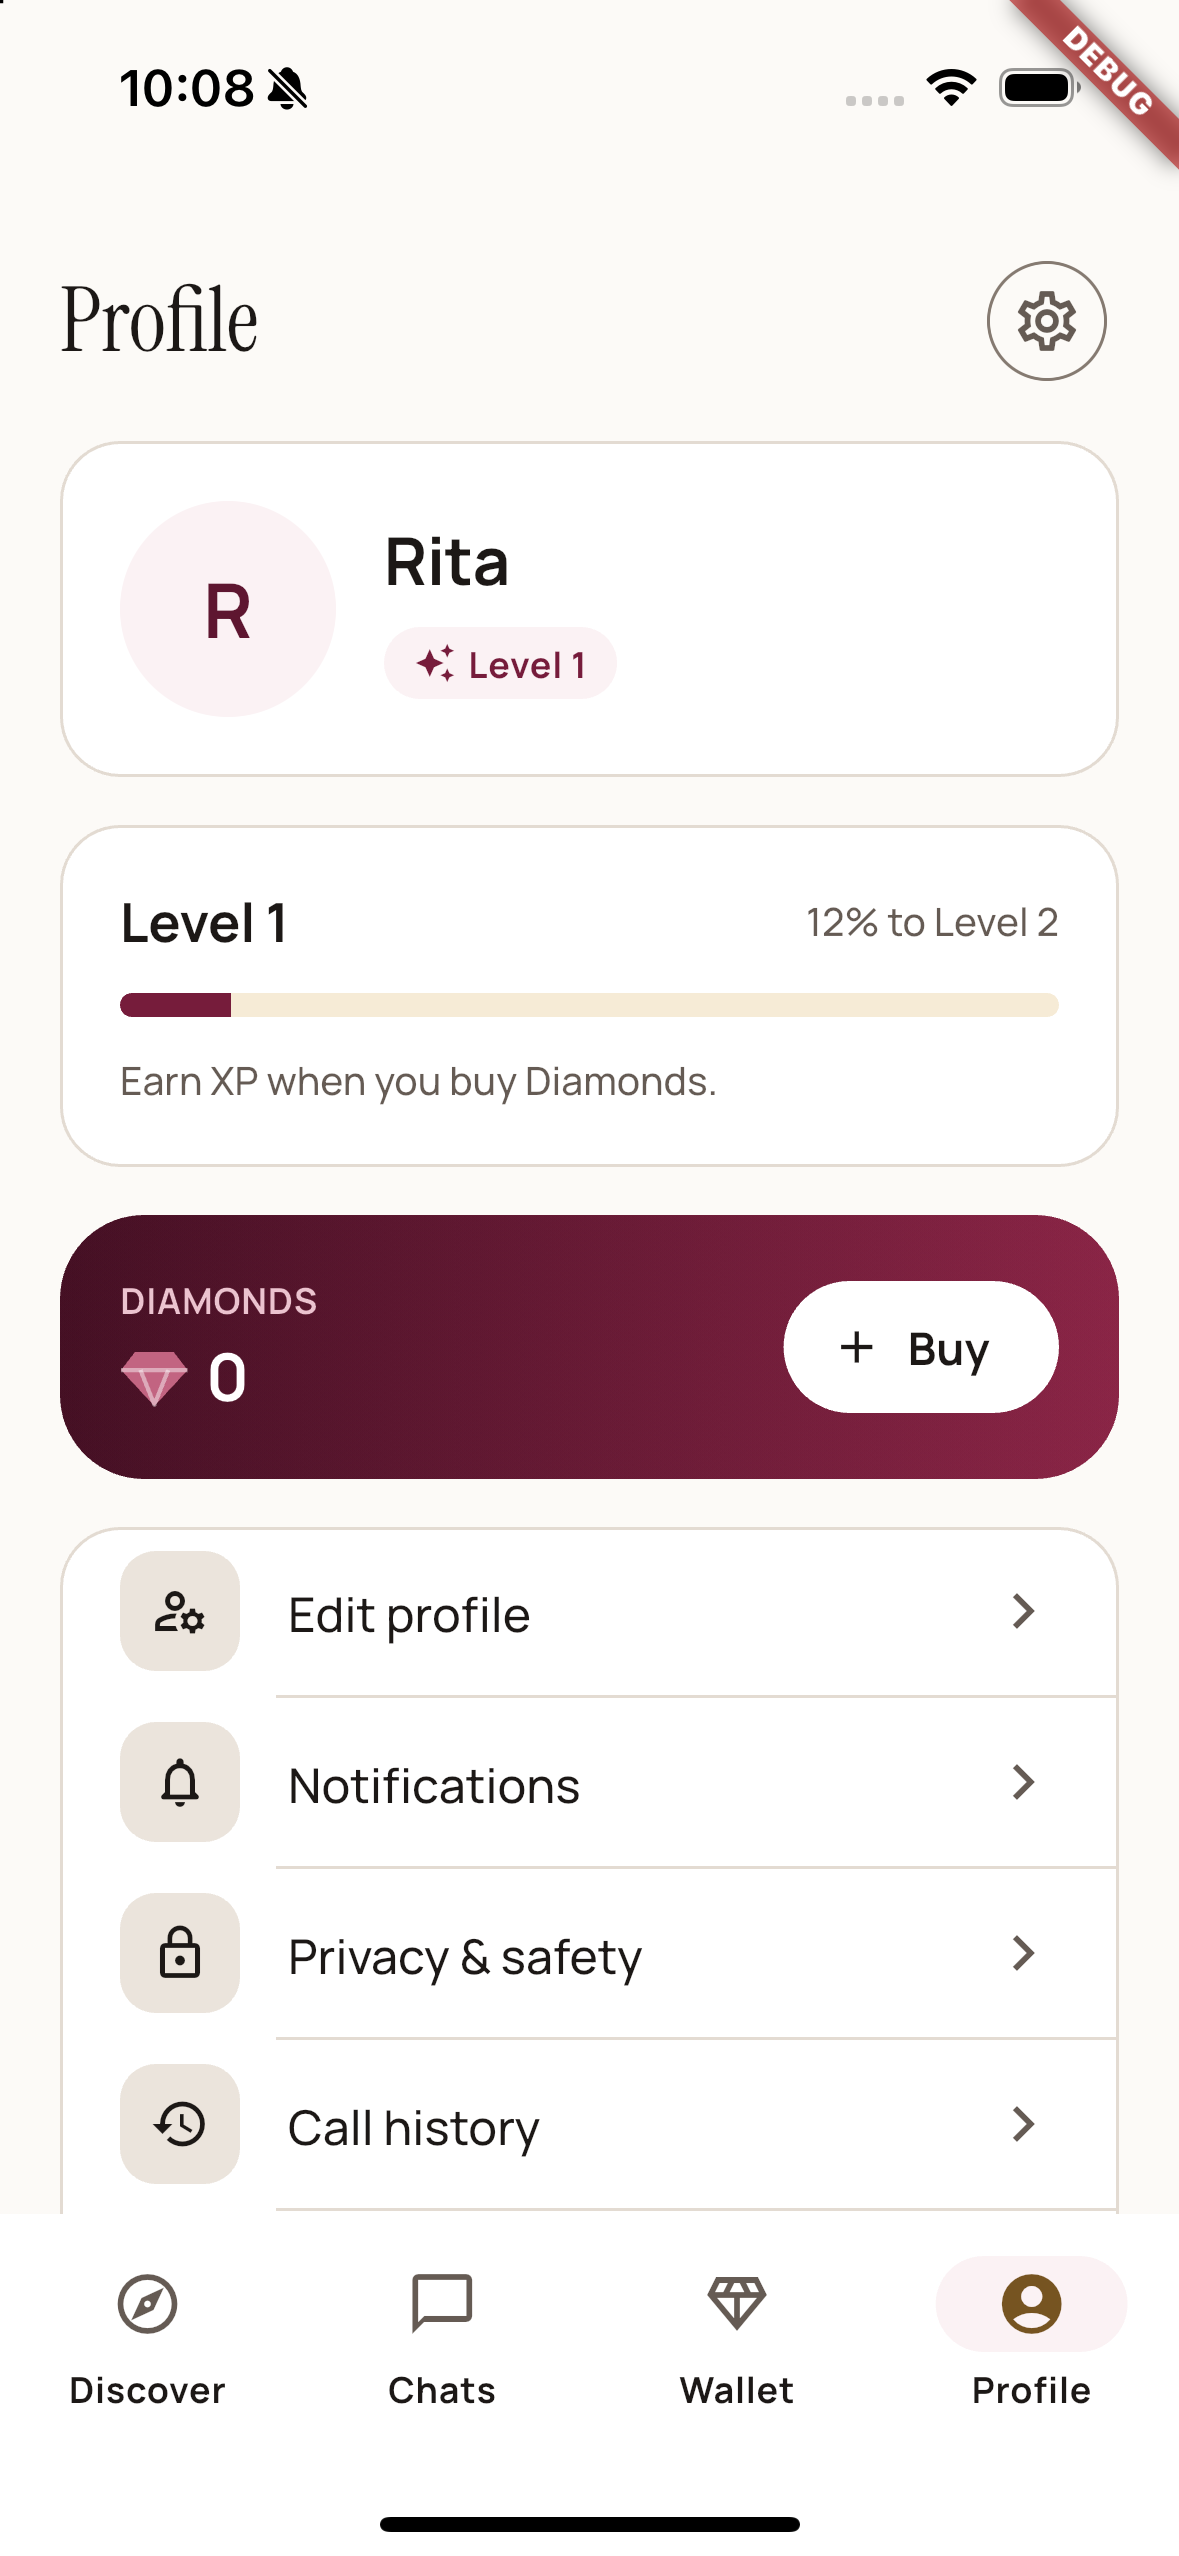 10:08
DEBUG
Profile
R
Rita
Level 1
Level 1
12% to Level 2
Earn XP when you buy Diamonds.
DIAMONDS
0
+ Buy
Edit profile
Notifications
Privacy & safety
Call history
Discover
Chats
Wallet
Profile